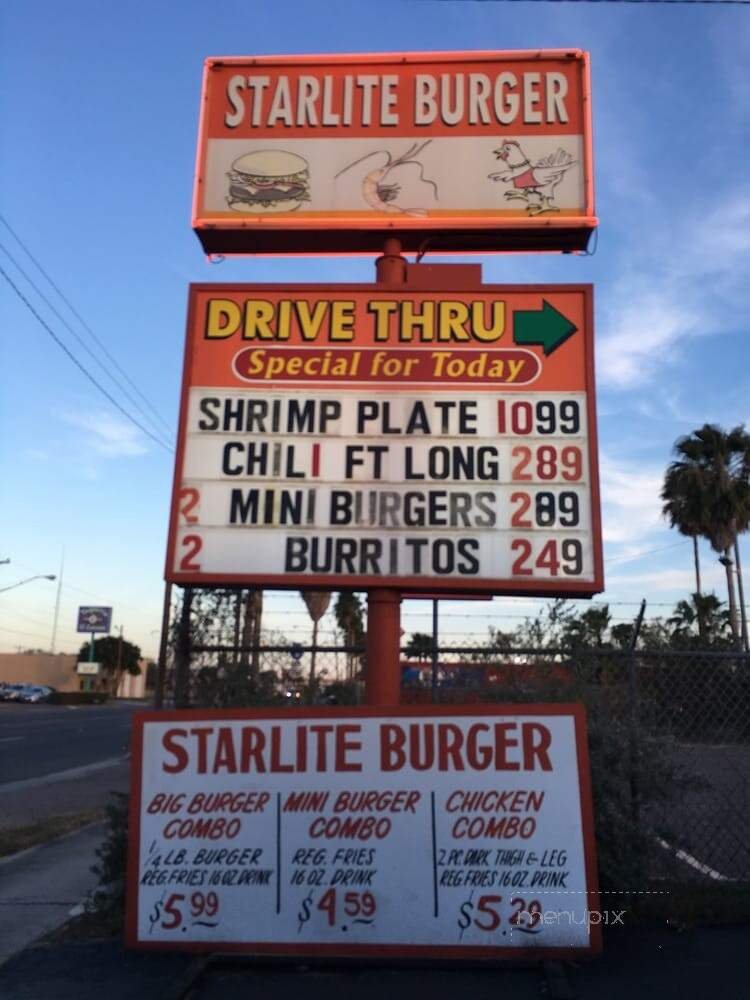 STARLITE BURGER
DRIVE THRU
Special for Today
SHRIMP PLATE 1099
CHILI FT LONG 289
2 MINI BURGERS 289
2 BURRITOS 249
STARLITE BURGER
BIG BURGER
COMBO
1/4 LB. BURGER
REG. FRIES 16 OZ. DRINK
$5.99
MINI BURGER
COMBO
REG. FRIES
16 OZ. DRINK
$4.59
CHICKEN
COMBO
2 PC. DARK THIGH & LEG
REG FRIES 16 OZ. DRINK
$5.29
menupix